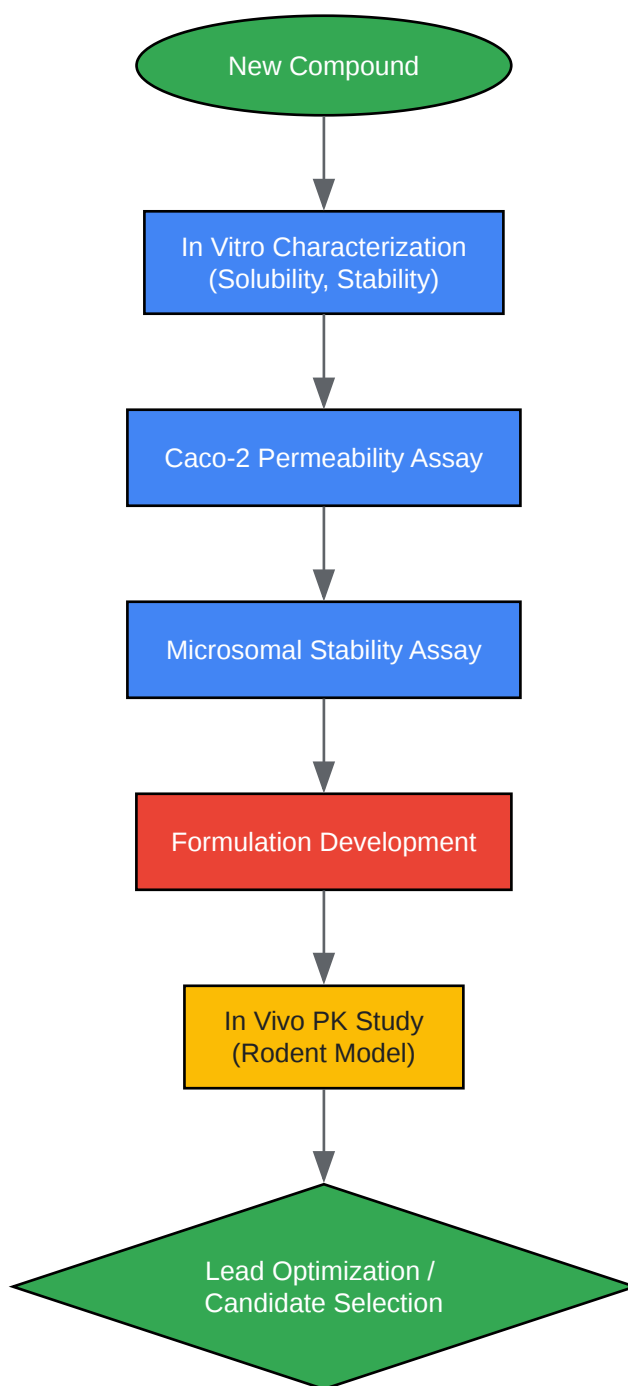 New Compound
In Vitro Characterization
(Solubility, Stability)
Caco-2 Permeability Assay
Microsomal Stability Assay
Formulation Development
In Vivo PK Study
(Rodent Model)
Lead Optimization /
Candidate Selection